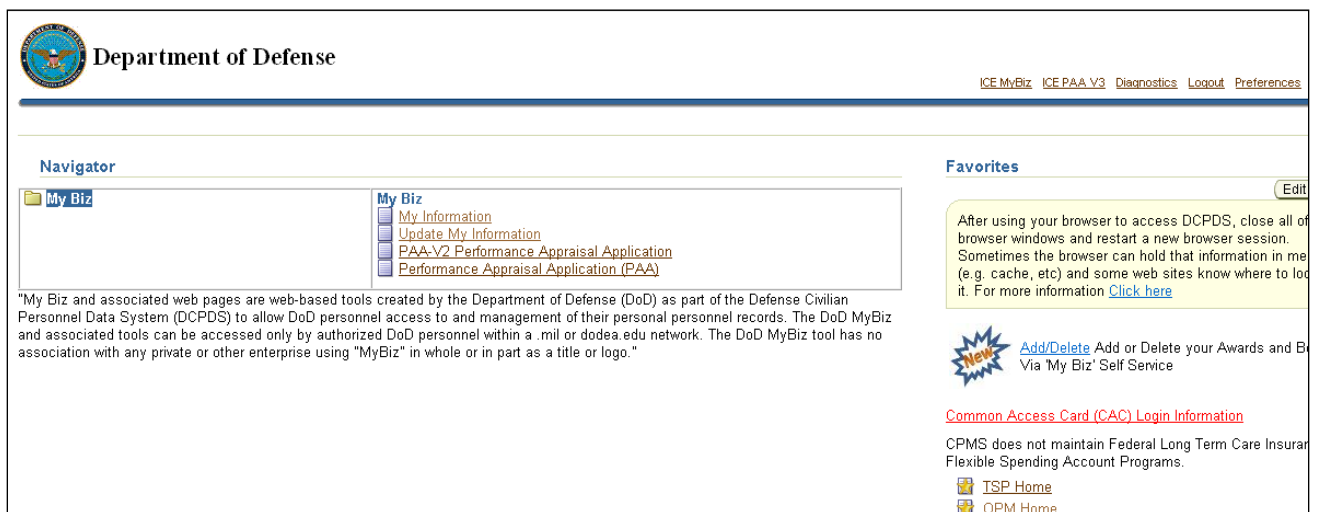 Department of Defense
ICE MyBiz ICE PAA V3 Diagnostics Logout Preferences
Navigator
My Biz
My Biz
My Information
Update My Information
PAA-V2 Performance Appraisal Application
Performance Appraisal Application (PAA)
"My Biz and associated web pages are web-based tools created by the Department of Defense (DoD) as part of the Defense Civilian
Personnel Data System (DCPDS) to allow DoD personnel access to and management of their personal personnel records. The DoD MyBiz
and associated tools can be accessed only by authorized DoD personnel within a .mil or dodea.edu network. The DoD MyBiz tool has no
association with any private or other enterprise using "MyBiz" in whole or in part as a title or logo."
Favorites
Edit
After using your browser to access DCPDS, close all of
browser windows and restart a new browser session.
Sometimes the browser can hold that information in me
(e.g. cache, etc) and some web sites know where to loo
it. For more information Click here
New
Add/Delete Add or Delete your Awards and B
Via 'My Biz' Self Service
Common Access Card (CAC) Login Information
CPMS does not maintain Federal Long Term Care Insuran
Flexible Spending Account Programs.
TSP Home
OPM Home